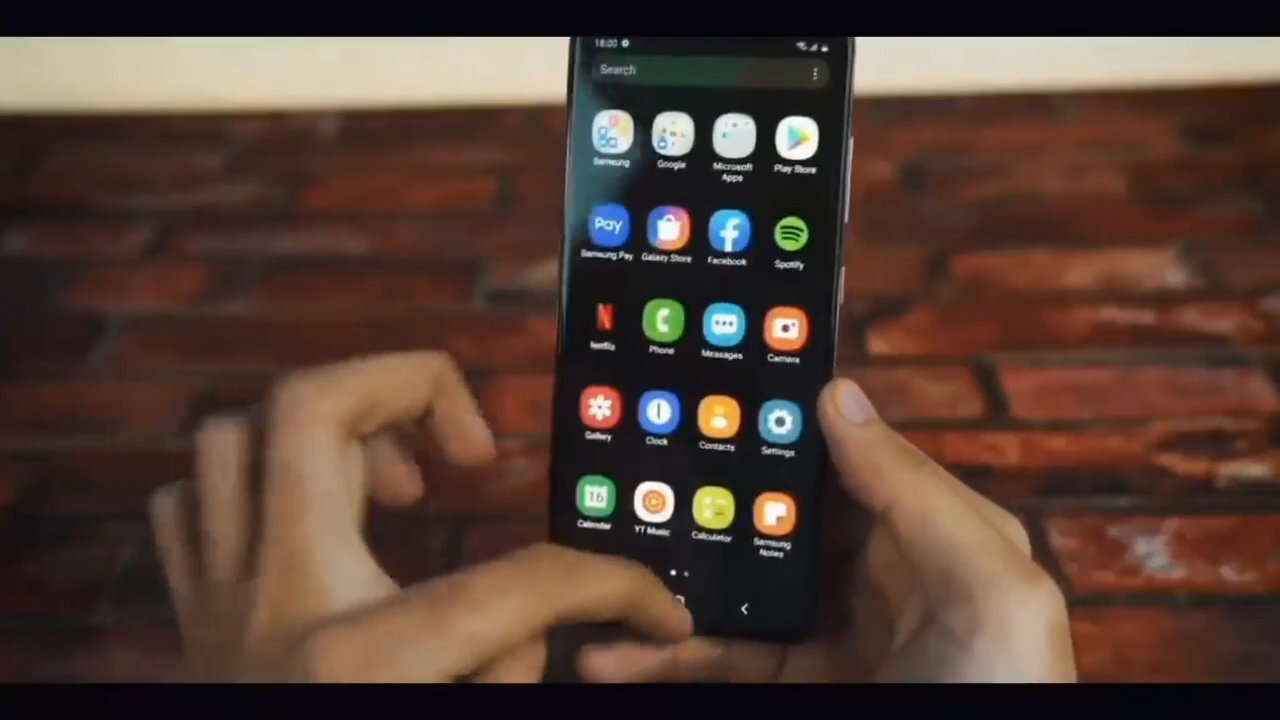 18:00
Search
Samsung
Google
Microsoft
Apps
Play Store
Pay
Samsung Pay
Galaxy Store
Facebook
Spotify
N
Netflix
Phone
Messages
Camera
Gallery
Clock
Contacts
Settings
16
Calendar
YT Music
Calculator
Samsung
Notes